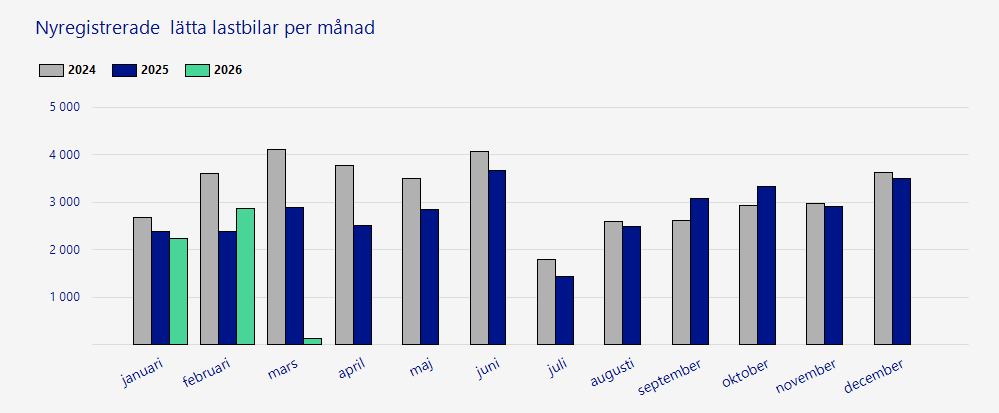 Nyregistrerade  lätta lastbilar per månad
2024 2025 2026
5 000
4 000
3 000
2 000
1 000
januari februari mars april maj juni juli augusti september oktober november december